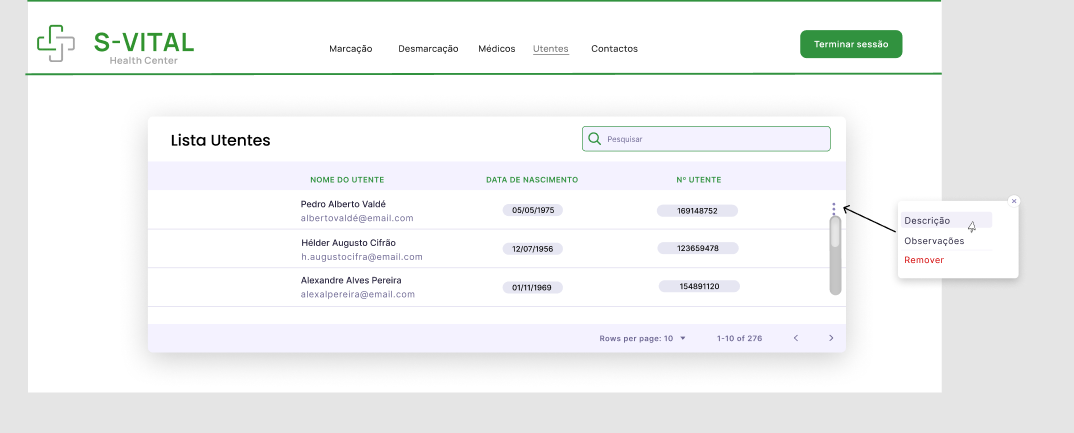 S-VITAL
Health Center
Marcação Desmarcação Médicos Utentes Contactos
Terminar sessão
Lista Utentes
Pesquisar
NOME DO UTENTE DATA DE NASCIMENTO Nº UTENTE
Pedro Alberto Valdé 05/05/1975 169148752
albertovaldé@email.com
Hélder Augusto Cifrão 12/07/1956 123659478
h.augustocifra@email.com
Alexandre Alves Pereira 01/11/1969 154891120
alexalpereira@email.com
Rows per page: 10 1-10 of 276
Descrição
Observações
Remover